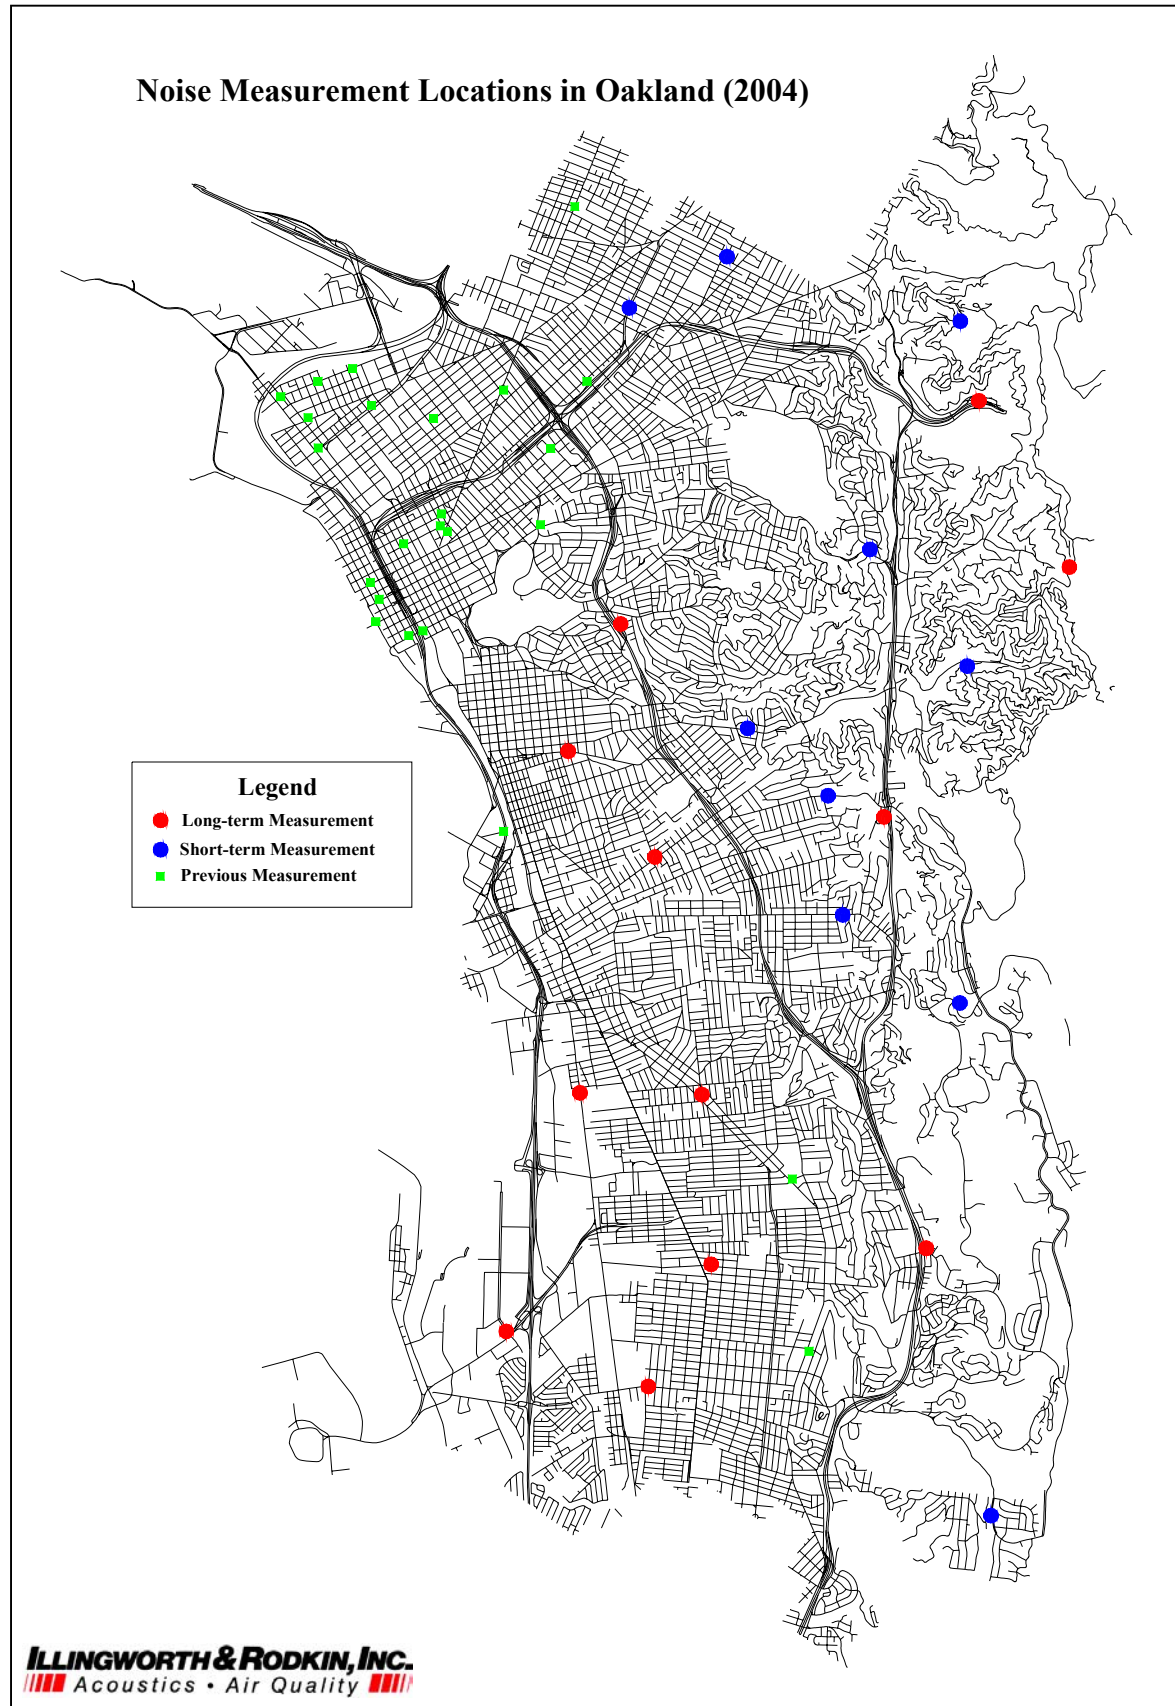 Noise Measurement Locations in Oakland (2004)
Legend
Long-term Measurement
Short-term Measurement
Previous Measurement
ILLINGWORTH & RODKIN, INC.
Acoustics • Air Quality